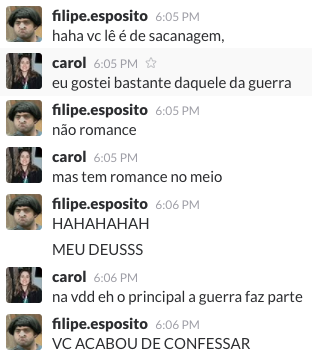 filipe.esposito 6:05 PM
haha vc lê é de sacanagem,
carol 6:05 PM
eu gostei bastante daquele da guerra
filipe.esposito 6:05 PM
não romance
carol 6:05 PM
mas tem romance no meio
filipe.esposito 6:06 PM
HAHAHAHAH
MEU DEUSSS
carol 6:06 PM
na vdd eh o principal a guerra faz parte
filipe.esposito 6:06 PM
VC ACABOU DE CONFESSAR